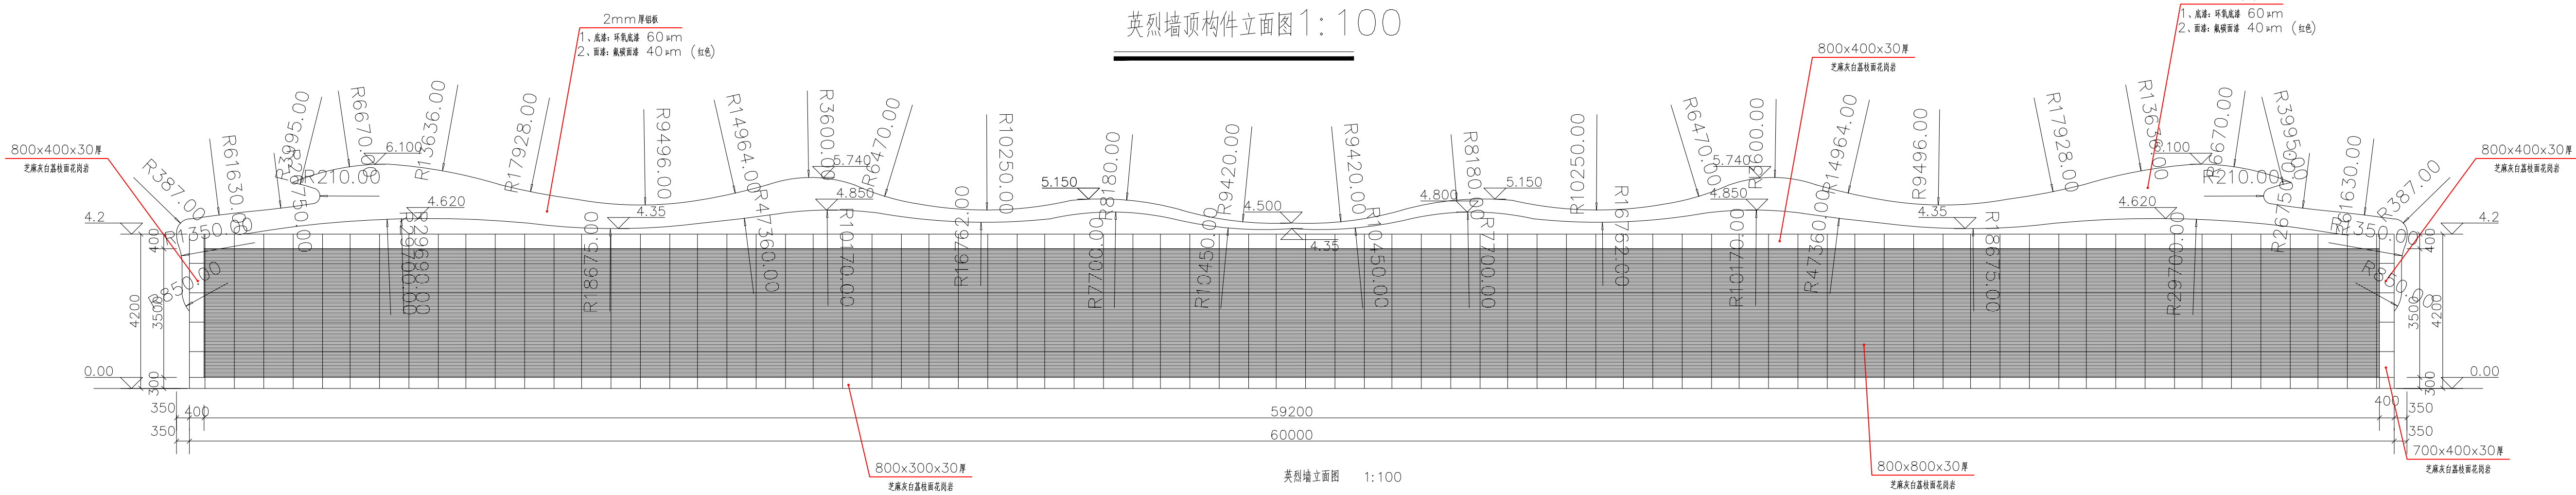 英烈墙顶构件立面图1:100
2mm厚铝板
1、底漆：环氧底漆 60μm
2、面漆：氟碳面漆 40μm（红色）
1、底漆：环氧底漆 60μm
2、面漆：氟碳面漆 40μm（红色）
800x400x30厚
芝麻灰白荔枝面花岗岩
800x400x30厚
芝麻灰白荔枝面花岗岩
800x400x30厚
芝麻灰白荔枝面花岗岩
R387.00
R61630.00
R3995.00
R26750.00
R210.00
R6670.00
R13636.00
R17928.00
R9496.00
R14964.00
R3600.00
R6470.00
R10250.00
R8180.00
R9420.00
R9420.00
R8180.00
R10250.00
R6470.00
R3600.00
R14964.00
R9496.00
R17928.00
R13636.00
R6670.00
R3995.00
R210.00
R26750.00
R61630.00
R387.00
6.100
5.740
5.150
5.150
5.740
6.100
4.2
4.620
4.35
4.850
4.500
4.35
4.800
4.850
4.35
4.620
4.2
R1350.00
R850.00
R29700.00
R29690.00
R18675.00
R47360.00
R10170.00
R16762.00
R7700.00
R10450.00
R10450.00
R7700.00
R16762.00
R10170.00
R47360.00
R18675.00
R29700.00
R1350.00
R850.00
400
3500
4200
300
0.00
400
3500
4200
300
0.00
350
400
59200
400
350
350
60000
350
800x300x30厚
芝麻灰白荔枝面花岗岩
800x800x30厚
芝麻灰白荔枝面花岗岩
700x400x30厚
芝麻灰白荔枝面花岗岩
英烈墙立面图 1:100